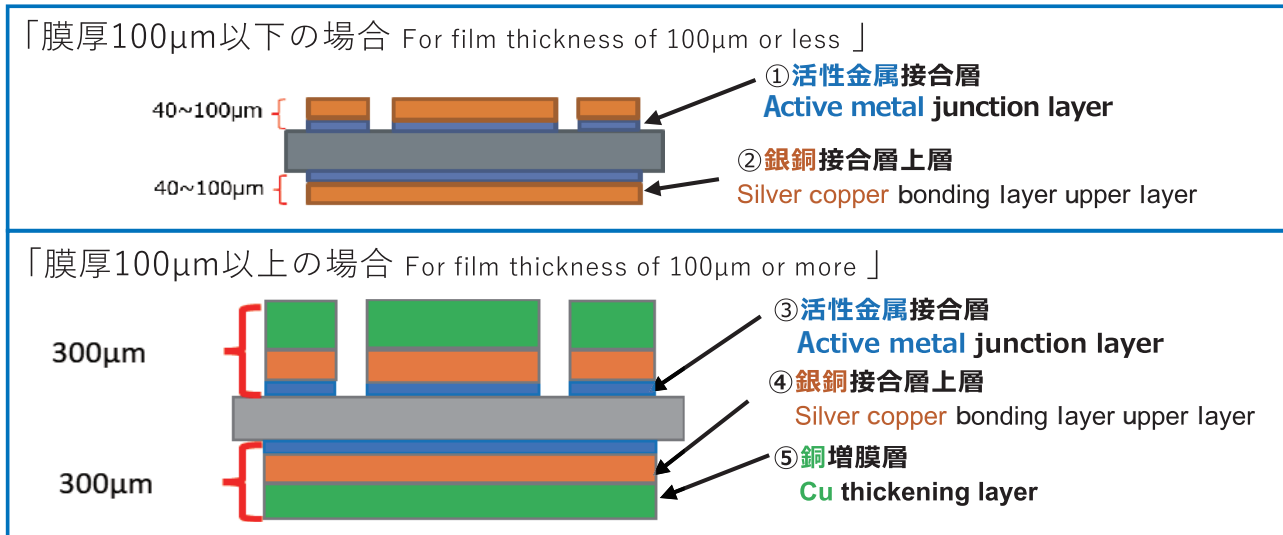 「膜厚100μm以下の場合 For film thickness of 100μm or less 」
①活性金属接合層
Active metal junction layer
40~100μm
②銀銅接合層上層
Silver copper bonding layer upper layer
40~100μm
「膜厚100μm以上の場合 For film thickness of 100μm or more 」
③活性金属接合層
Active metal junction layer
300μm
④銀銅接合層上層
Silver copper bonding layer upper layer
⑤銅増膜層
Cu thickening layer
300μm